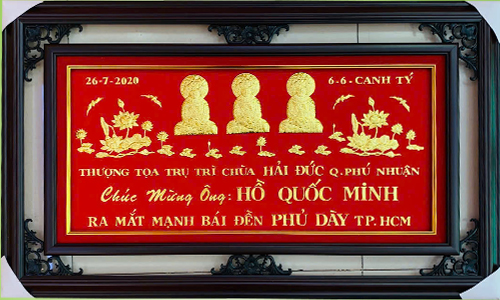 26-7-2020
6-6-CANH TÝ
THƯỢNG TỌA TRỤ TRÌ CHÙA HẢI ĐỨC Q.PHÚ NHUẬN
Chúc Mừng Ông: HỒ QUỐC MINH
RA MẮT MẠNH BÁI ĐỀN PHỦ DÃY TP.HCM